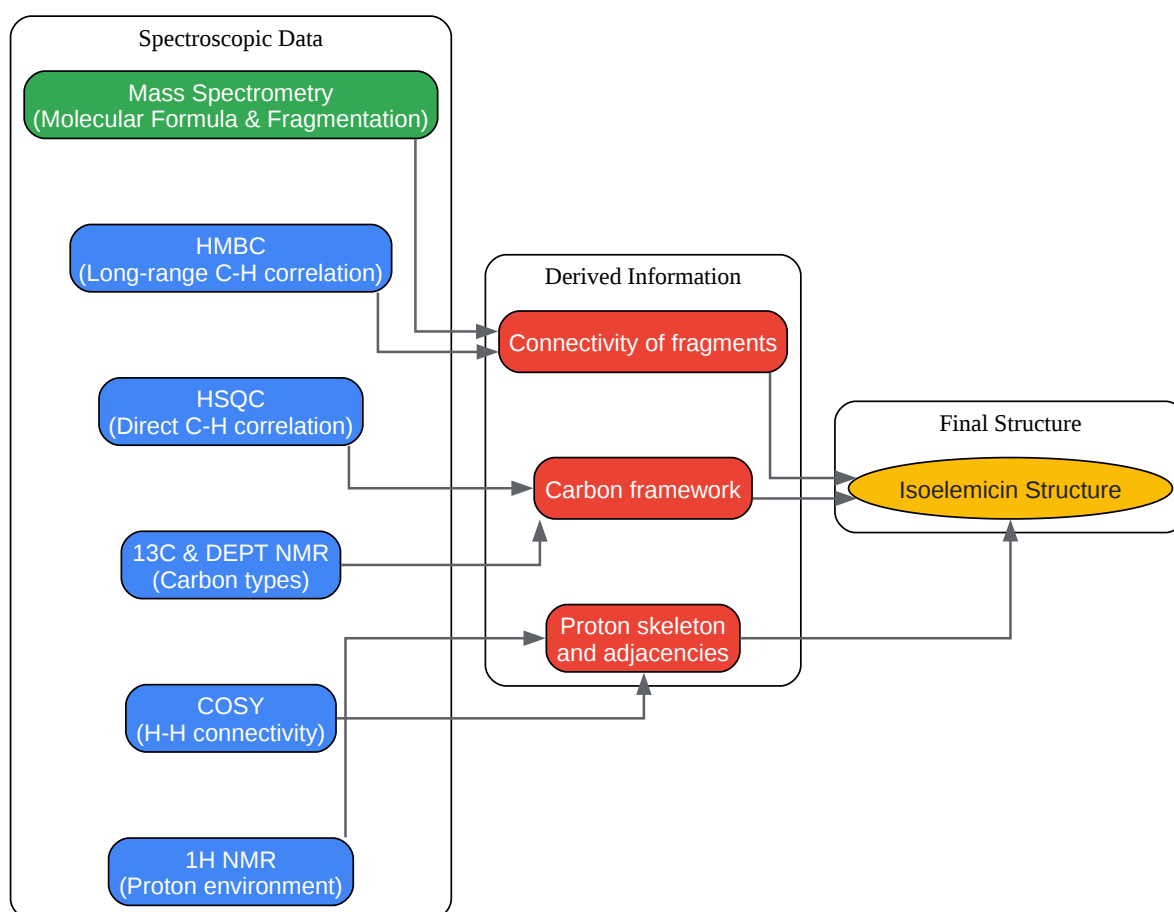 Spectroscopic Data
Mass Spectrometry
(Molecular Formula & Fragmentation)
HMBC
(Long-range C-H correlation)
HSQC
(Direct C-H correlation)
13C & DEPT NMR
(Carbon types)
COSY
(H-H connectivity)
1H NMR
(Proton environment)
Derived Information
Connectivity of fragments
Carbon framework
Proton skeleton
and adjacencies
Final Structure
Isoelemicin Structure